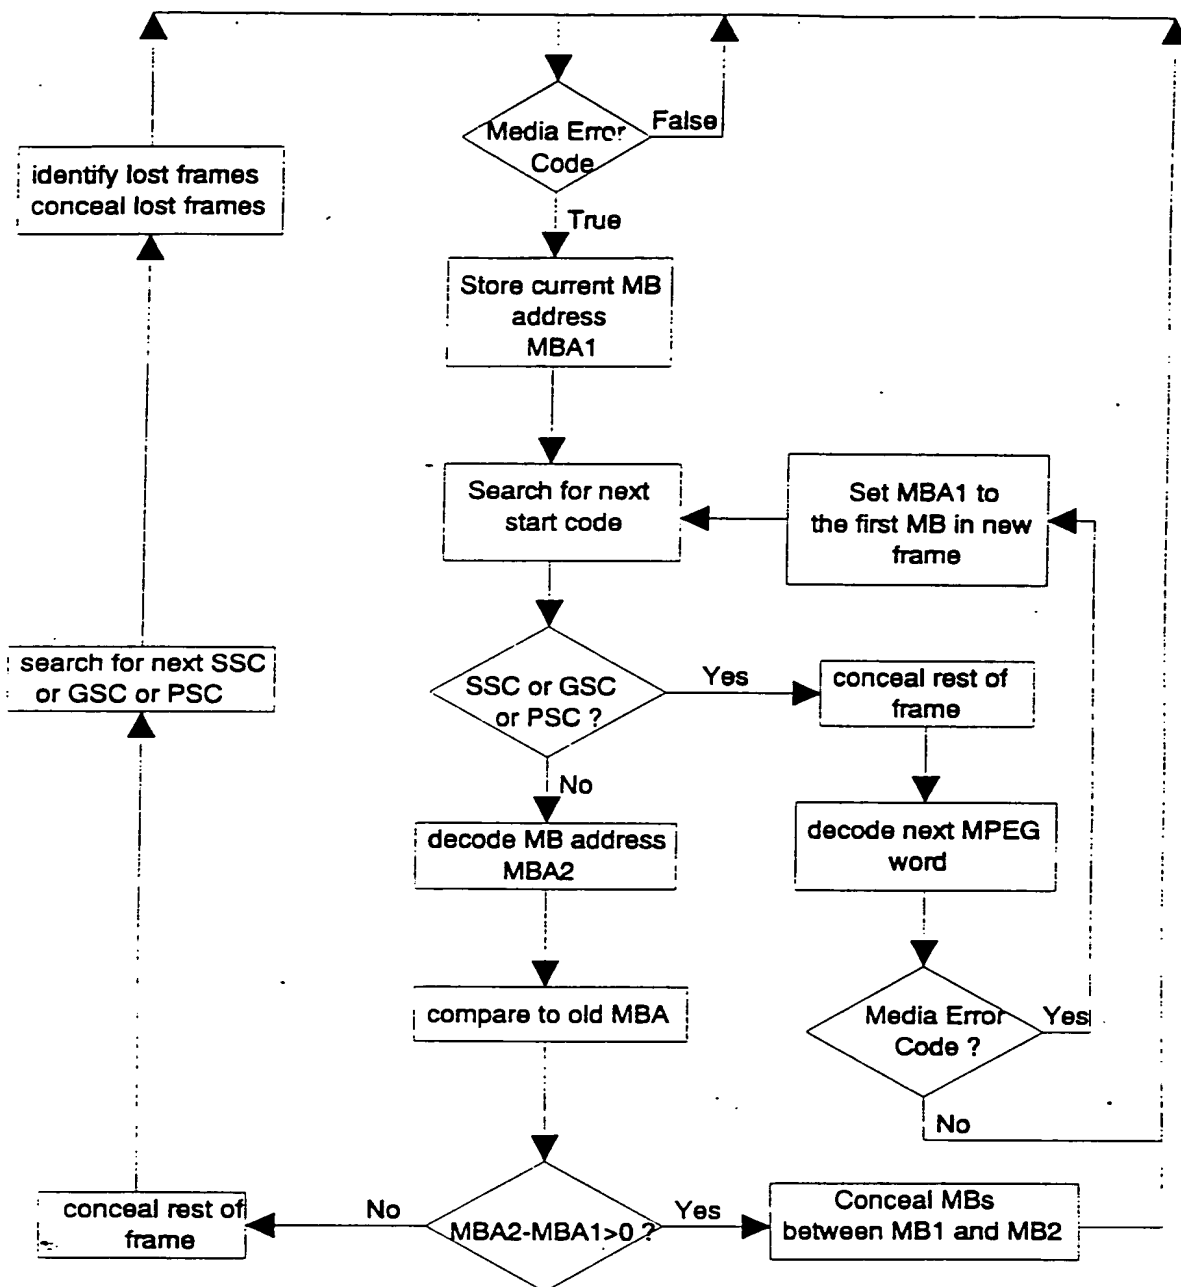 Media Error
Code
False
identify lost frames
conceal lost frames
True
Store current MB
address
MBA1
Search for next
start code
Set MBA1 to
the first MB in new
frame
search for next SSC
or GSC or PSC
SSC or GSC
or PSC ?
Yes
conceal rest of
frame
No
decode MB address
MBA2
decode next MPEG
word
compare to old MBA
Media Error
Code ?
Yes
No
conceal rest of
frame
No
MBA2-MBA1>0 ?
Yes
Conceal MBs
between MB1 and MB2